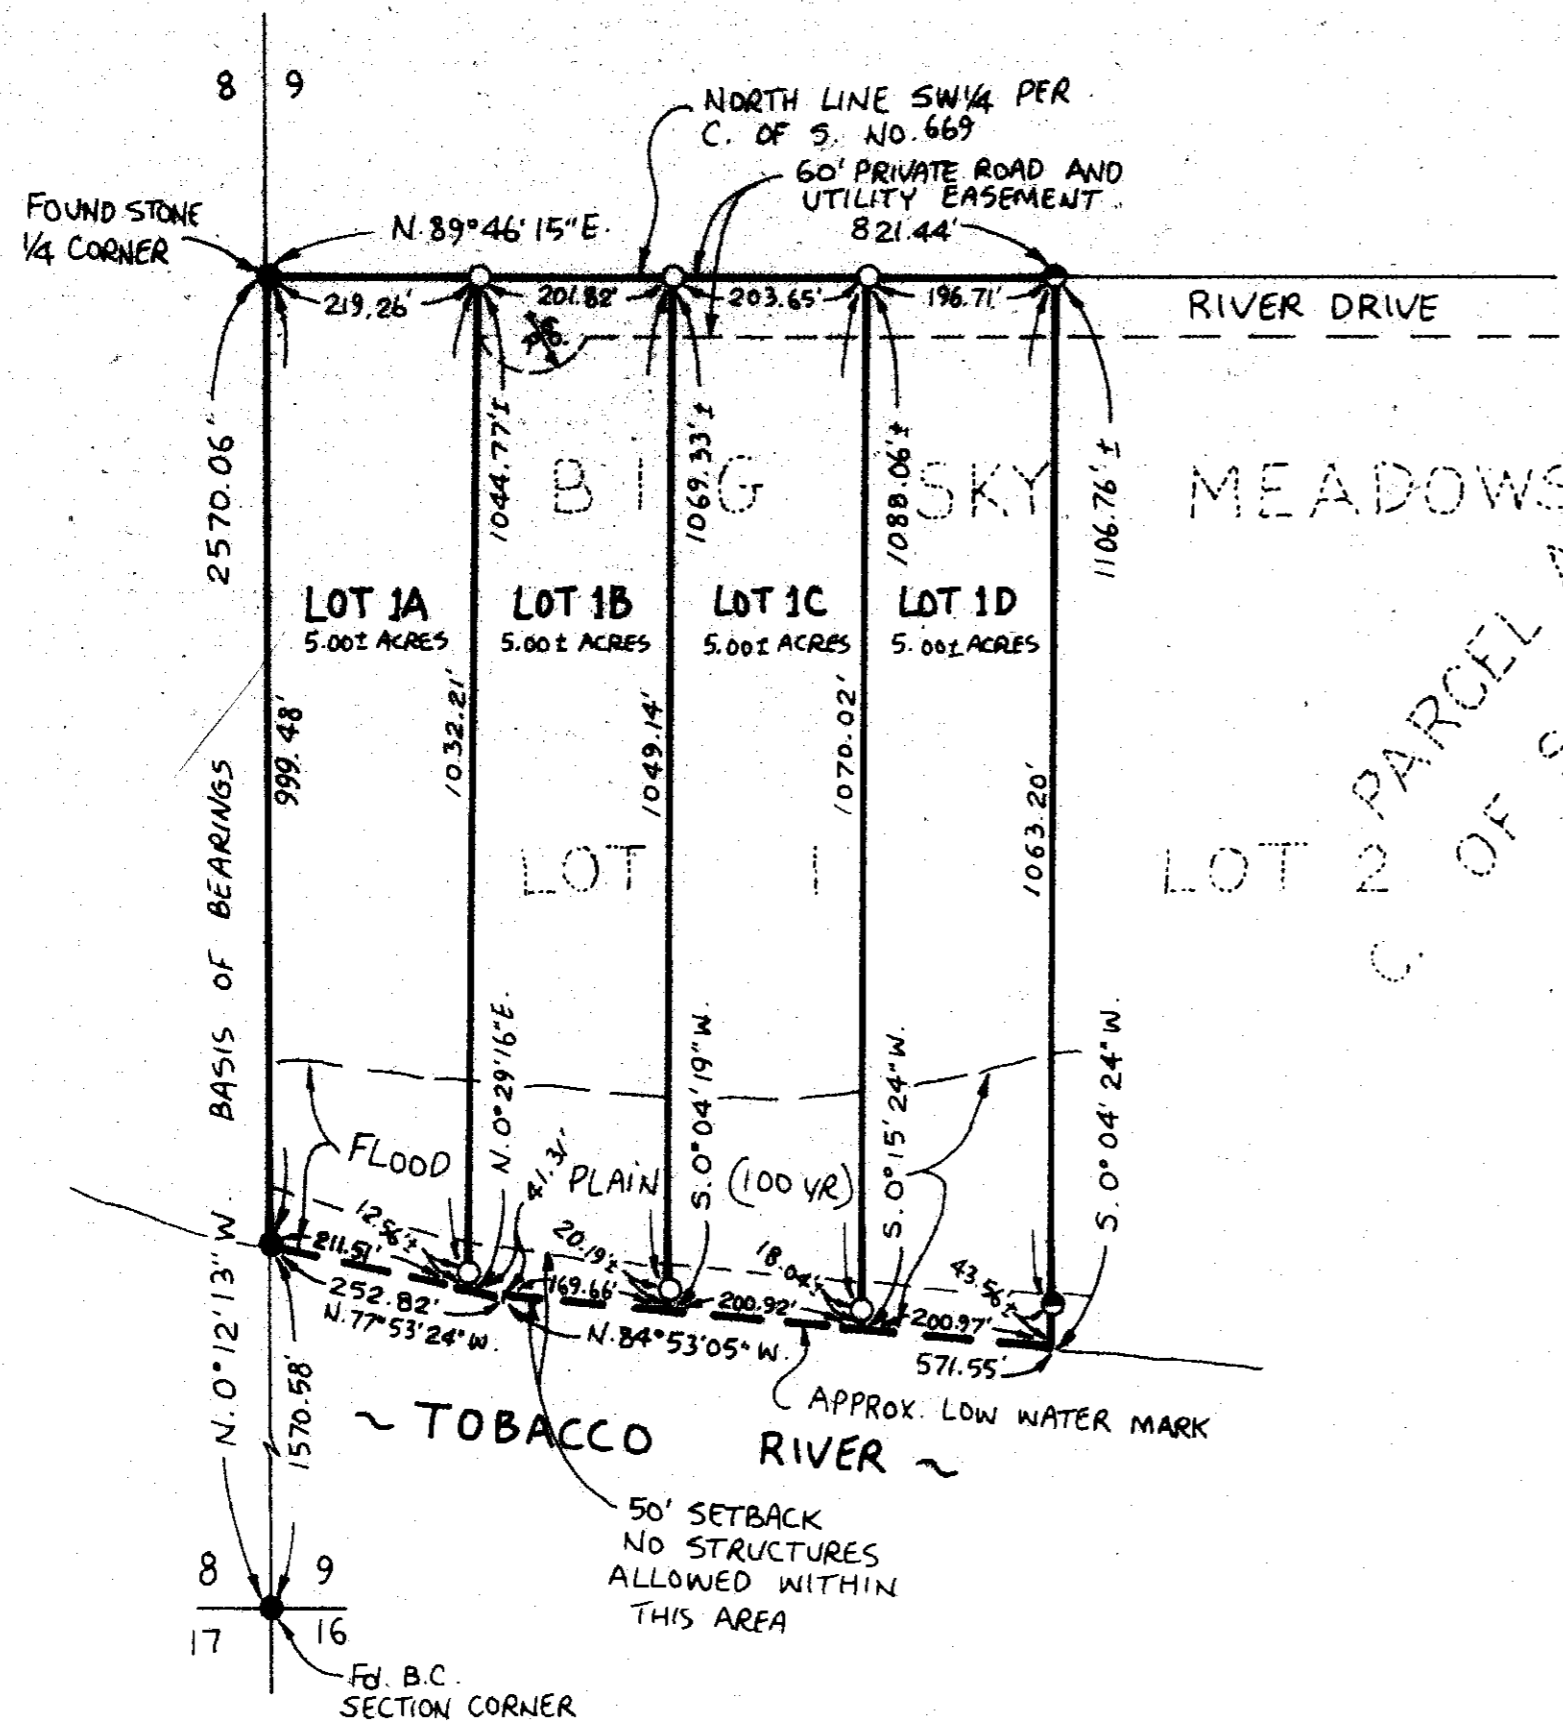 8 9
NORTH LINE SW1/4 PER
C. OF S. NO. 669
60' PRIVATE ROAD AND
UTILITY EASEMENT
FOUND STONE
1/4 CORNER
N. 89°46'15"E.
821.44'
219.26'
201.82'
203.65'
196.71'
RIVER DRIVE
2570.06"
1044.77'±
1069.33'±
1088.06'±
1106.76'±
BIG SKY MEADOWS
LOT 1A
5.00± ACRES
LOT 1B
5.00± ACRES
LOT 1C
5.00± ACRES
LOT 1D
5.00± ACRES
PARCEL
C. OF S
999.48'
1032.21'
1049.14'
1070.02'
1063.20'
LOT 1
LOT 2
BASIS OF BEARINGS
N. 0°12'13" W.
N. 0°29'16"E.
S. 0°04'19" W.
S. 0°15'24" W.
S. 0°04'24" W.
FLOOD PLAIN (100 YR)
41.31'
12.56'±
20.19'±
18.04'±
43.56'±
211.51'
169.66'
200.92'
200.97'
252.82'
N. 77°53'24" W.
N. 84°53'05" W.
571.55'
1570.58'
APPROX. LOW WATER MARK
~ TOBACCO RIVER ~
50' SETBACK
NO STRUCTURES
ALLOWED WITHIN
THIS AREA
8 9
17 16
Fd. B.C.
SECTION CORNER